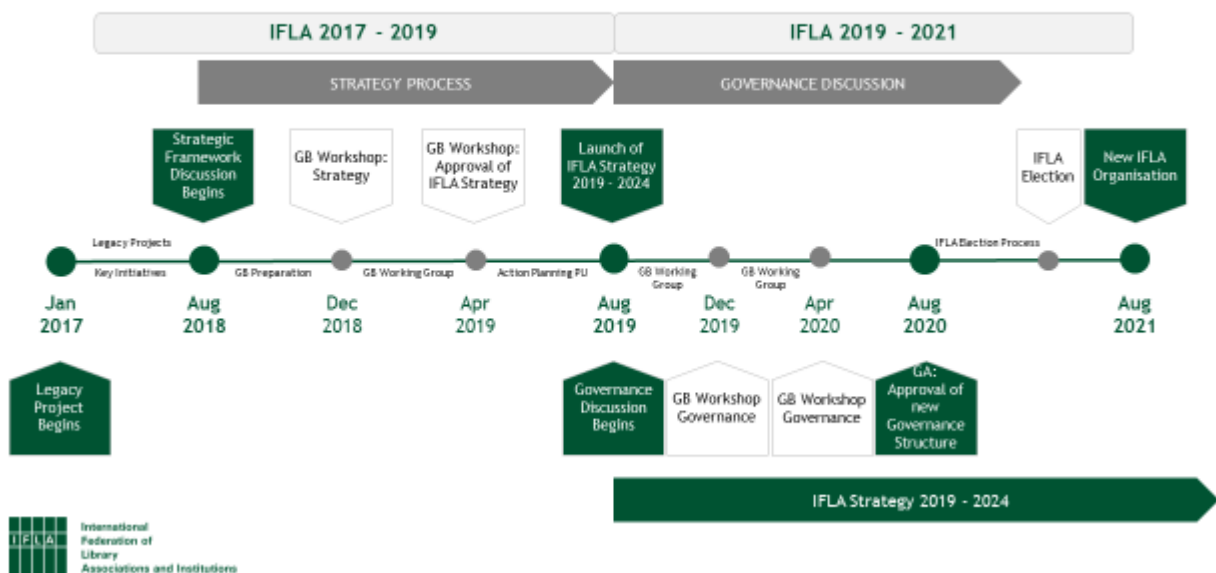 IFLA 2017 - 2019
IFLA 2019 - 2021
STRATEGY PROCESS
GOVERNANCE DISCUSSION
Strategic
Framework
Discussion
Begins
GB Workshop:
Strategy
GB Workshop:
Approval of
IFLA Strategy
Launch of
IFLA Strategy
2019 - 2024
IFLA
Election
New IFLA
Organisation
Legacy Projects
Key Initiatives
GB Preparation
GB Working Group
Action Planning PU
GB Working
Group
GB Working
Group
IFLA Election Process
Jan
2017
Aug
2018
Dec
2018
Apr
2019
Aug
2019
Dec
2019
Apr
2020
Aug
2020
Aug
2021
Legacy
Project
Begins
Governance
Discussion
Begins
GB Workshop
Governance
GB Workshop
Governance
GA:
Approval of
new
Governance
Structure
IFLA Strategy 2019 - 2024
IFLA
International
Federation of
Library
Associations and Institutions